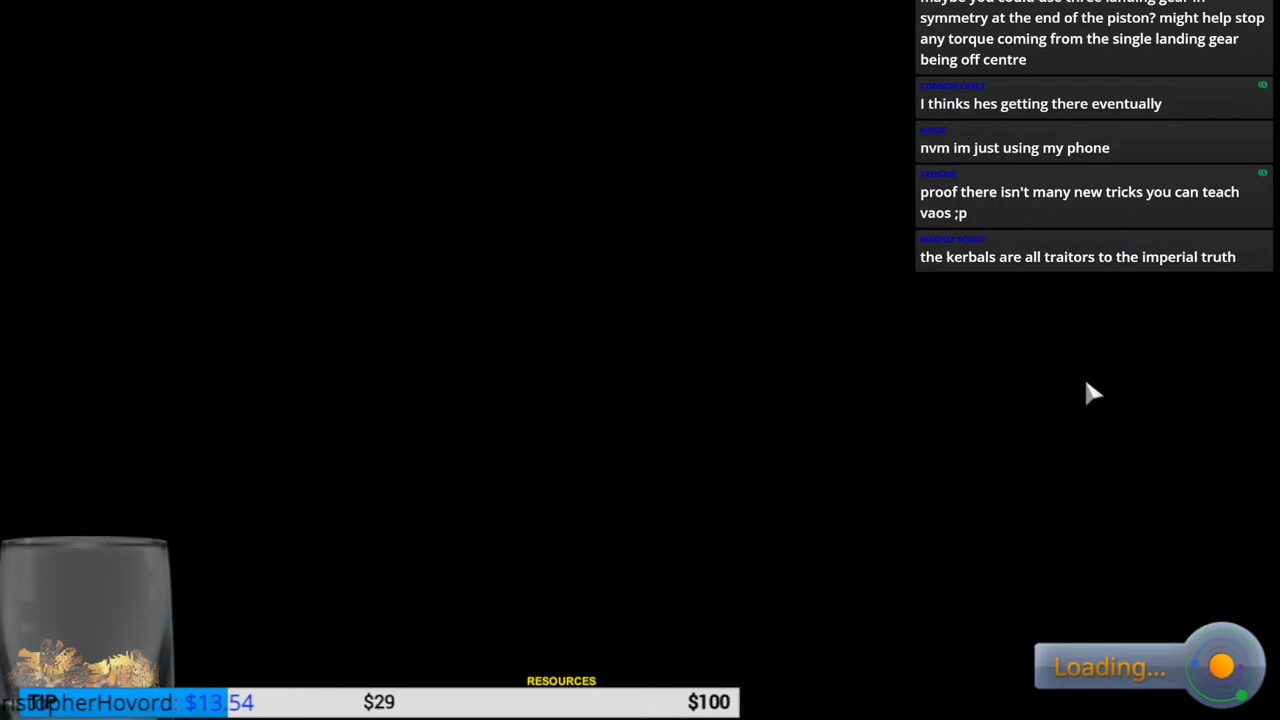 symmetry at the end of the piston? might help stop
any torque coming from the single landing gear
being off centre
I thinks hes getting there eventually
nvm im just using my phone
proof there isn't many new tricks you can teach
vaos ;p
the kerbals are all traitors to the imperial truth
Loading...
RESOURCES
TIP
ristopherHovord: $13.54
$29
$100